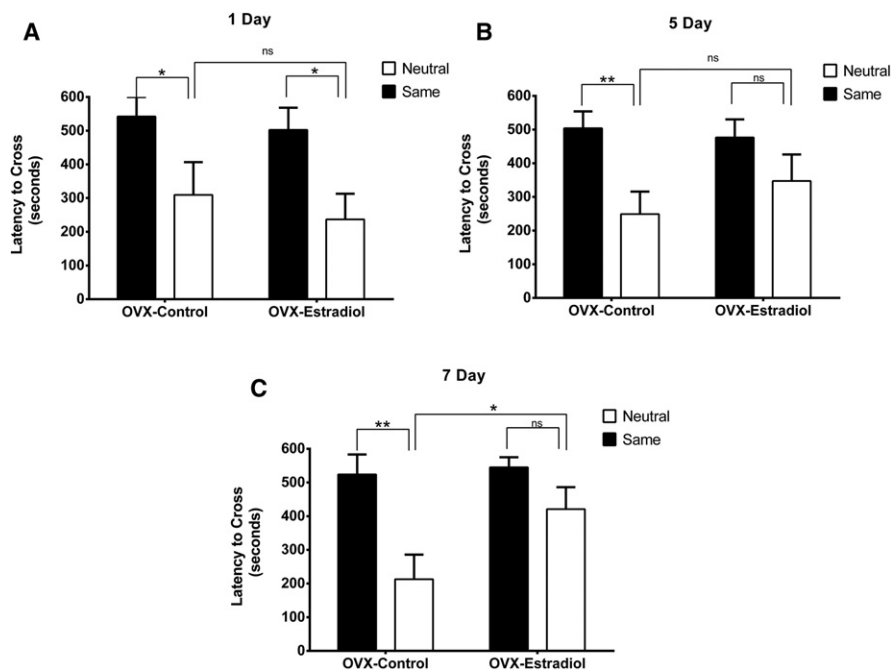 A
1 Day
ns
*
*
Neutral
Same
Latency to Cross
(seconds)
600
500
400
300
200
100
0
OVX-Control
OVX-Estradiol
B
5 Day
ns
**
ns
Neutral
Same
Latency to Cross
(seconds)
600
500
400
300
200
100
0
OVX-Control
OVX-Estradiol
C
7 Day
*
**
ns
Neutral
Same
Latency to Cross
(seconds)
600
500
400
300
200
100
0
OVX-Control
OVX-Estradiol